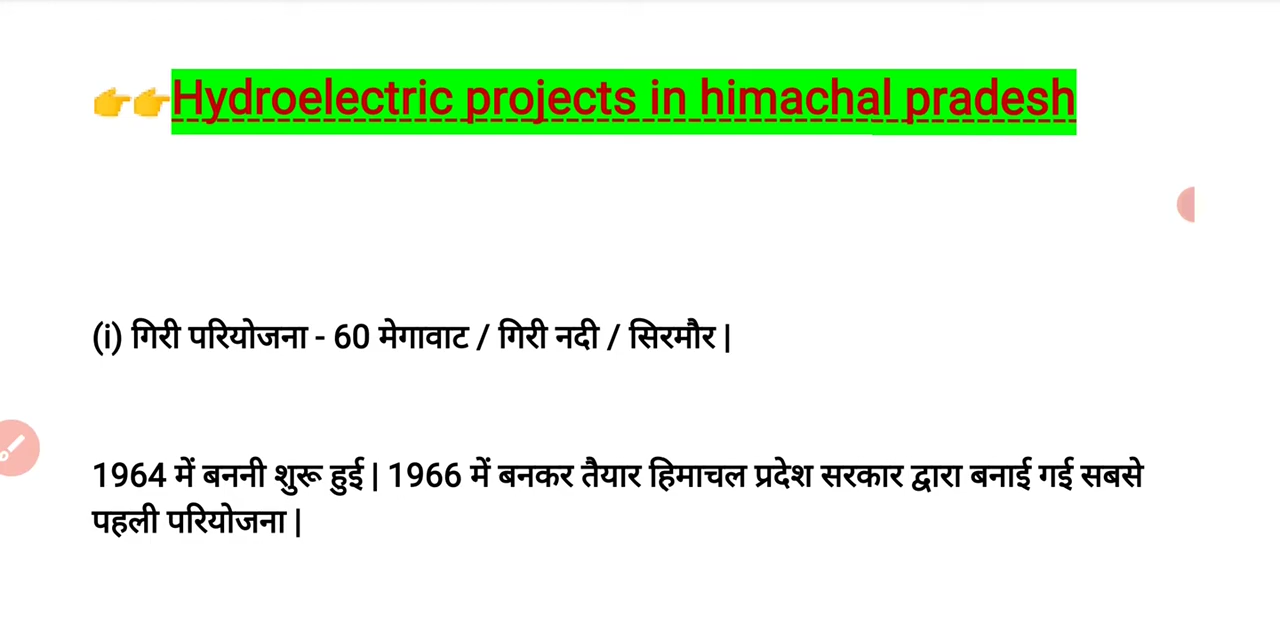 👉👉Hydroelectric projects in himachal pradesh
(i) गिरी परियोजना - 60 मेगावाट / गिरी नदी / सिरमौर |
1964 में बननी शुरू हुई | 1966 में बनकर तैयार हिमाचल प्रदेश सरकार द्वारा बनाई गई सबसे
पहली परियोजना |